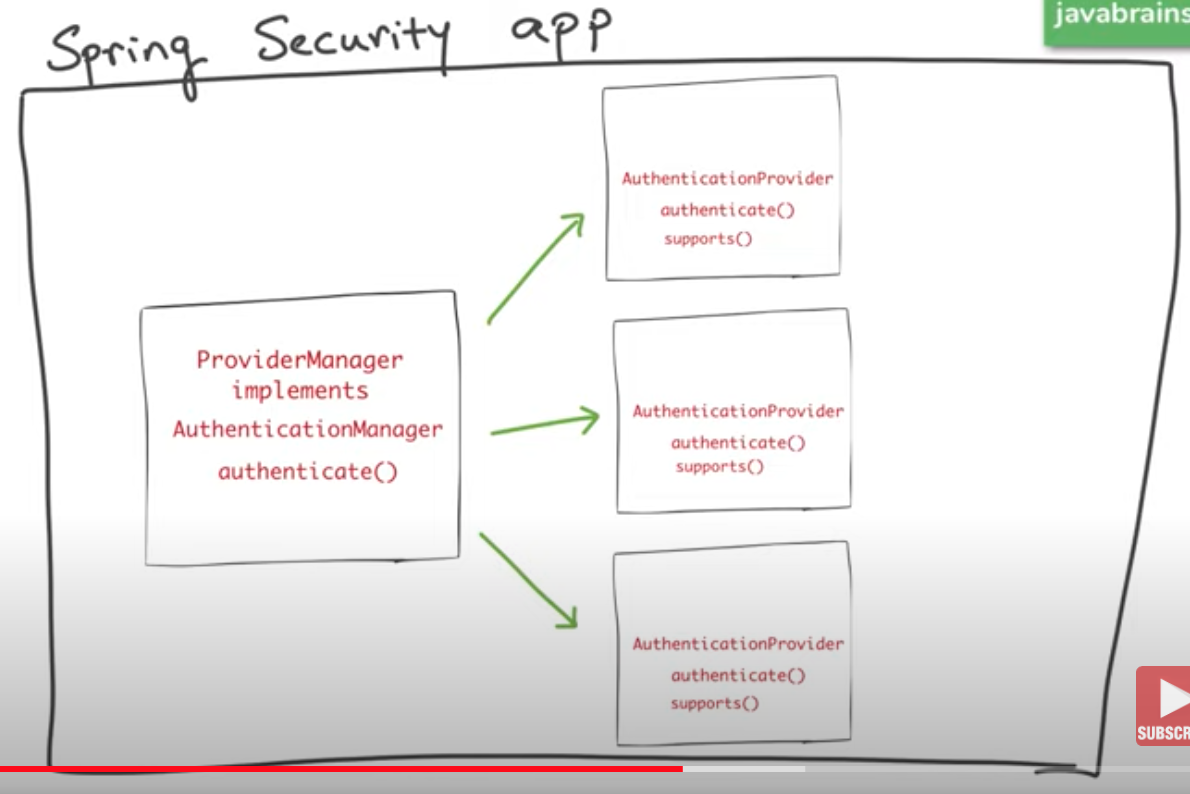 Spring Security app
javabrains
AuthenticationProvider
authenticate()
supports()
ProviderManager
implements
AuthenticationManager
authenticate()
AuthenticationProvider
authenticate()
supports()
AuthenticationProvider
authenticate()
supports()
SUBSCR